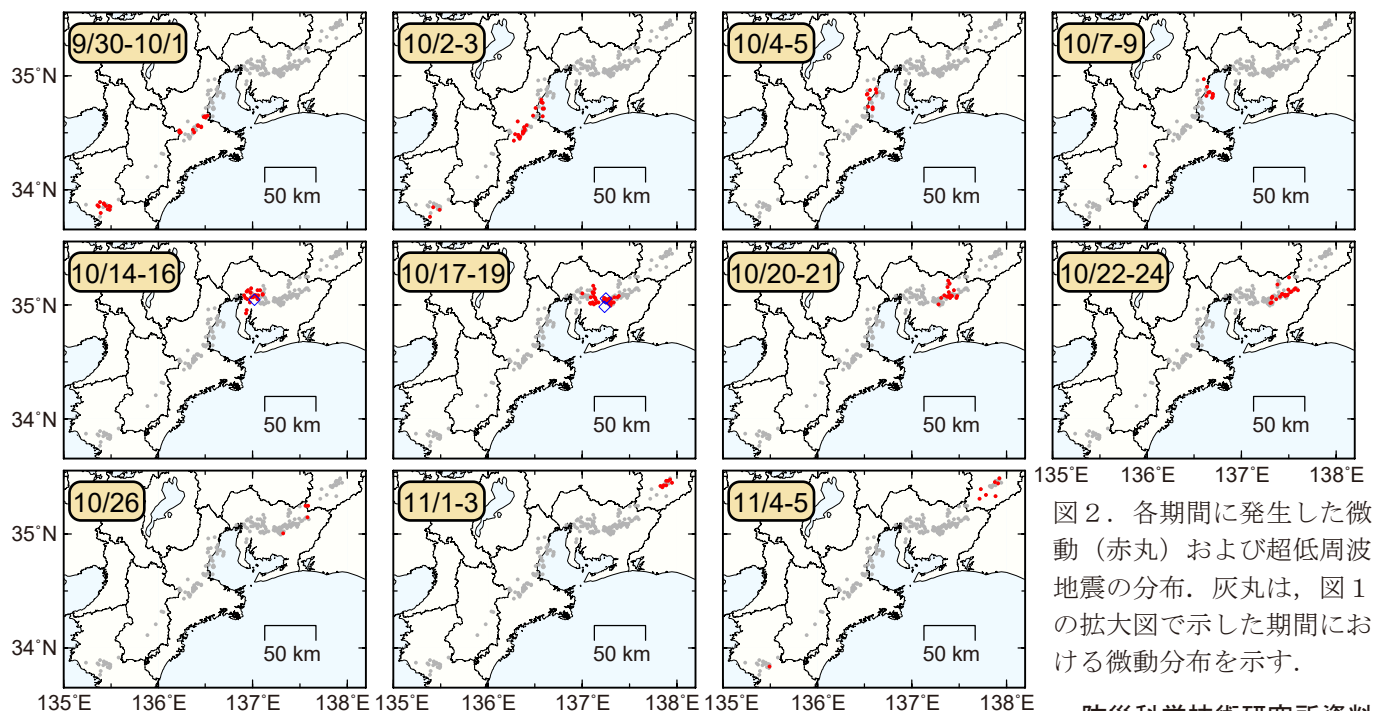 9/30-10/1
10/2-3
10/4-5
10/7-9
35°N
34°N
50 km
50 km
50 km
50 km
10/14-16
10/17-19
10/20-21
10/22-24
35°N
34°N
50 km
50 km
50 km
50 km
135°E 136°E 137°E 138°E
10/26
11/1-3
11/4-5
35°N
34°N
50 km
50 km
50 km
135°E 136°E 137°E 138°E 135°E 136°E 137°E 138°E 135°E 136°E 137°E 138°E
図2．各期間に発生した微
動（赤丸）および超低周波
地震の分布．灰丸は，図1
の拡大図で示した期間にお
ける微動分布を示す．